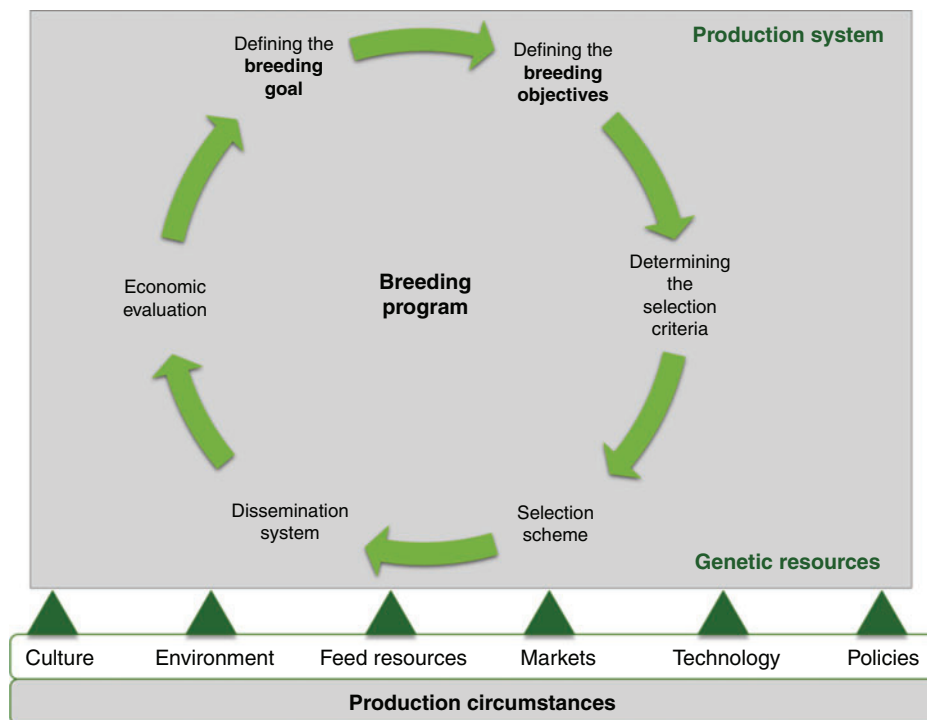 Production system
Defining the
breeding
goal
Defining the
breeding
objectives
Determining
the
selection
criteria
Selection
scheme
Dissemination
system
Economic
evaluation
Breeding
program
Genetic resources
Culture
Environment
Feed resources
Markets
Technology
Policies
Production circumstances